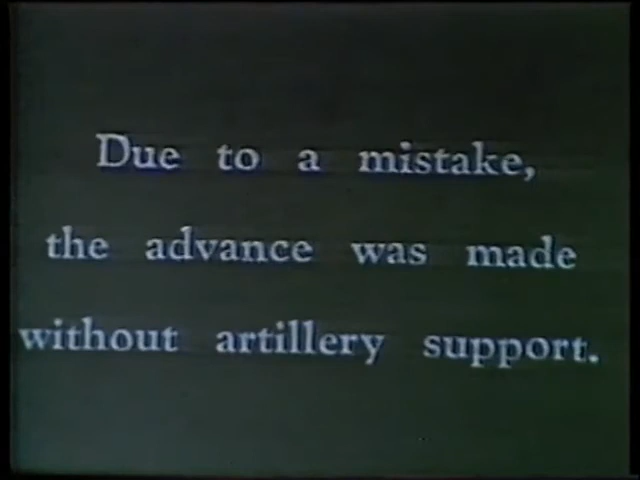 Due to a mistake,
the advance was made
without artillery support.